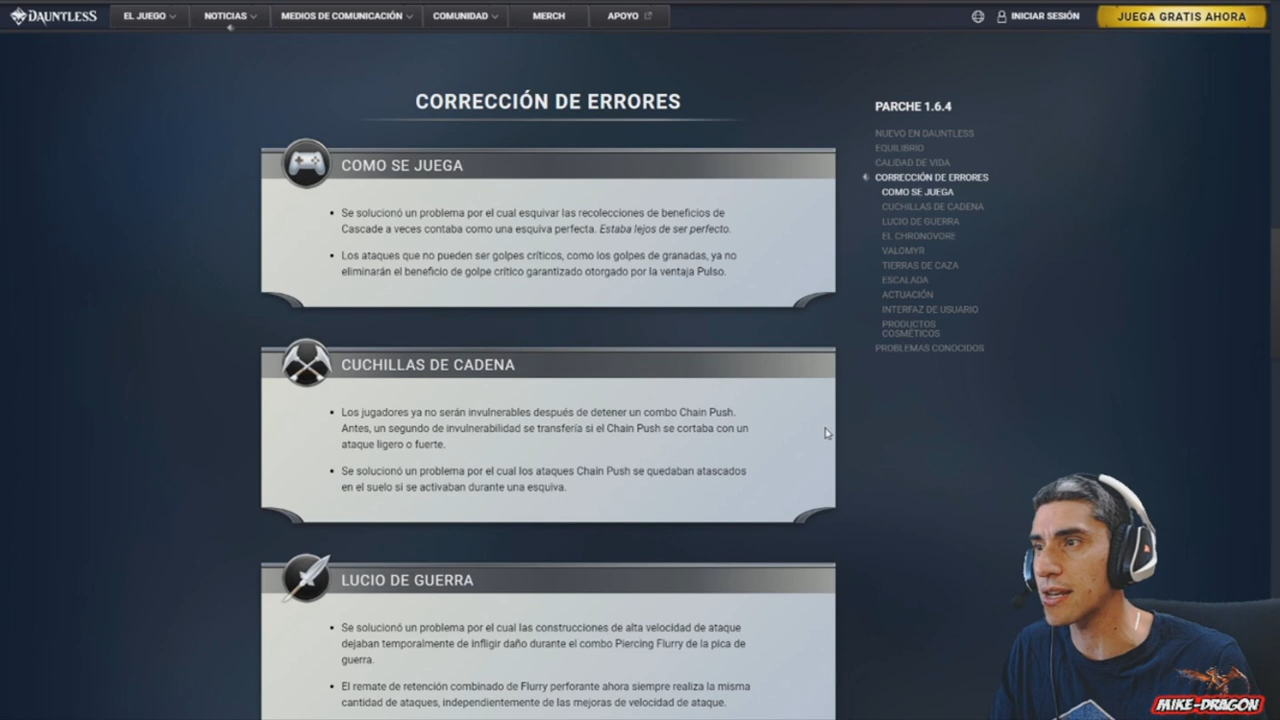 DAUNTLESS
EL JUEGO
NOTICIAS
MEDIOS DE COMUNICACIÓN
COMUNIDAD
MERCH
APOYO
INICIAR SESIÓN
JUEGA GRATIS AHORA
CORRECCIÓN DE ERRORES
COMO SE JUEGA
Se solucionó un problema por el cual esquivar las recolecciones de beneficios de
Cascade a veces contaba como una esquiva perfecta. Estaba lejos de ser perfecto.
Los ataques que no pueden ser golpes críticos, como los golpes de granadas, ya no
eliminarán el beneficio de golpe crítico garantizado otorgado por la ventaja Pulso.
CUCHILLAS DE CADENA
Los jugadores ya no serán invulnerables después de detener un combo Chain Push.
Antes, un segundo de invulnerabilidad se transfería si el Chain Push se cortaba con un
ataque ligero o fuerte.
Se solucionó un problema por el cual los ataques Chain Push se quedaban atascados
en el suelo si se activaban durante una esquiva.
LUCIO DE GUERRA
Se solucionó un problema por el cual las construcciones de alta velocidad de ataque
dejaban temporalmente de infligir daño durante el combo Piercing Flurry de la pica de
guerra.
El remate de retención combinado de Flurry perforante ahora siempre realiza la misma
cantidad de ataques, independientemente de las mejoras de velocidad de ataque.
PARCHE 1.6.4
NUEVO EN DAUNTLESS
EQUILIBRIO
CALIDAD DE VIDA
CORRECCIÓN DE ERRORES
COMO SE JUEGA
CUCHILLAS DE CADENA
LUCIO DE GUERRA
EL CHRONOVORE
VALOMYR
TIERRAS DE CAZA
ESCALADA
ACTUACIÓN
INTERFAZ DE USUARIO
PRODUCTOS
COSMÉTICOS
PROBLEMAS CONOCIDOS
MIKE-DRAGON